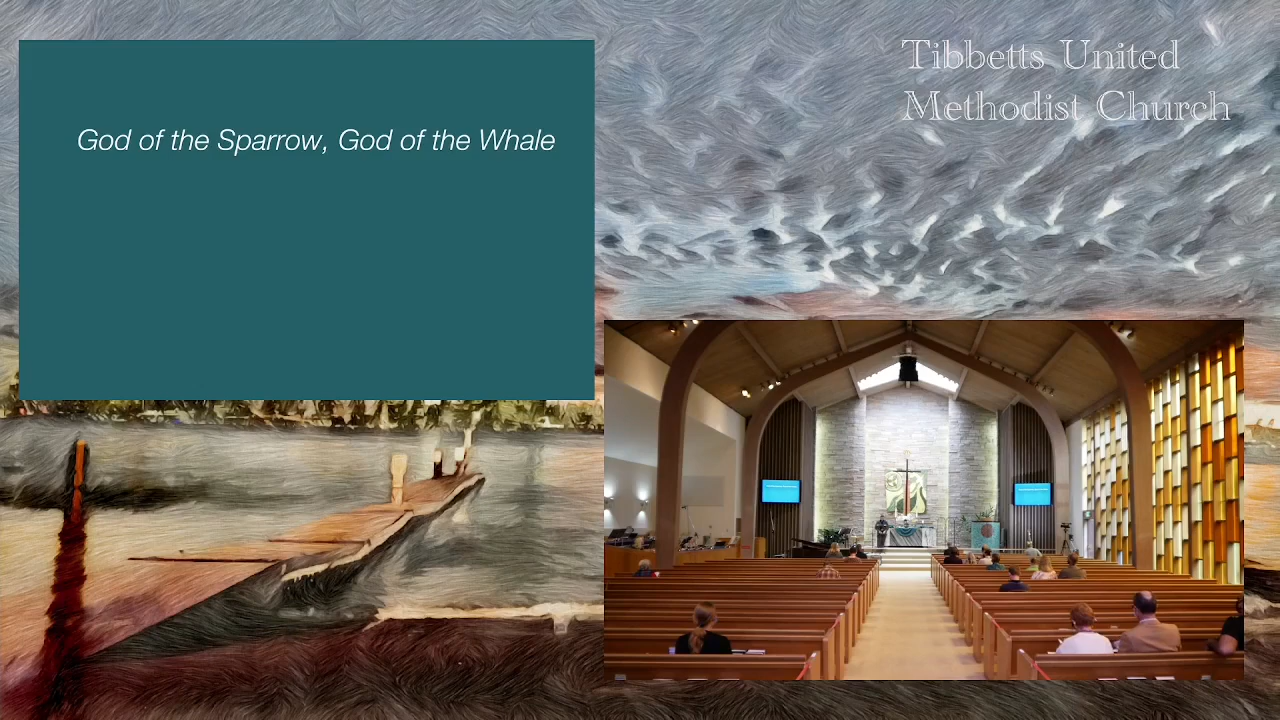 God of the Sparrow, God of the Whale
Tibbetts United
Methodist Church